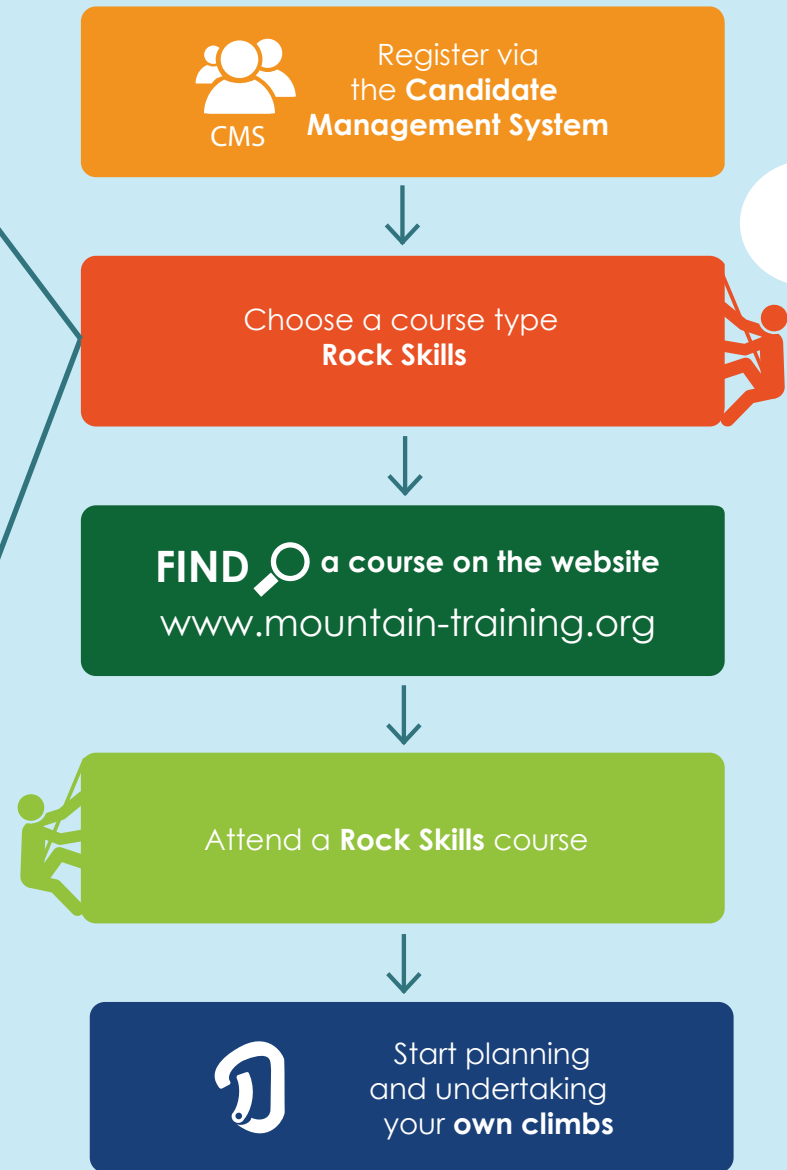 Register via
the Candidate
CMS
Management System
Choose a course type
Rock Skills
FIND a course on the website
www.mountain-training.org
Attend a Rock Skills course
Start planning
and undertaking
your own climbs